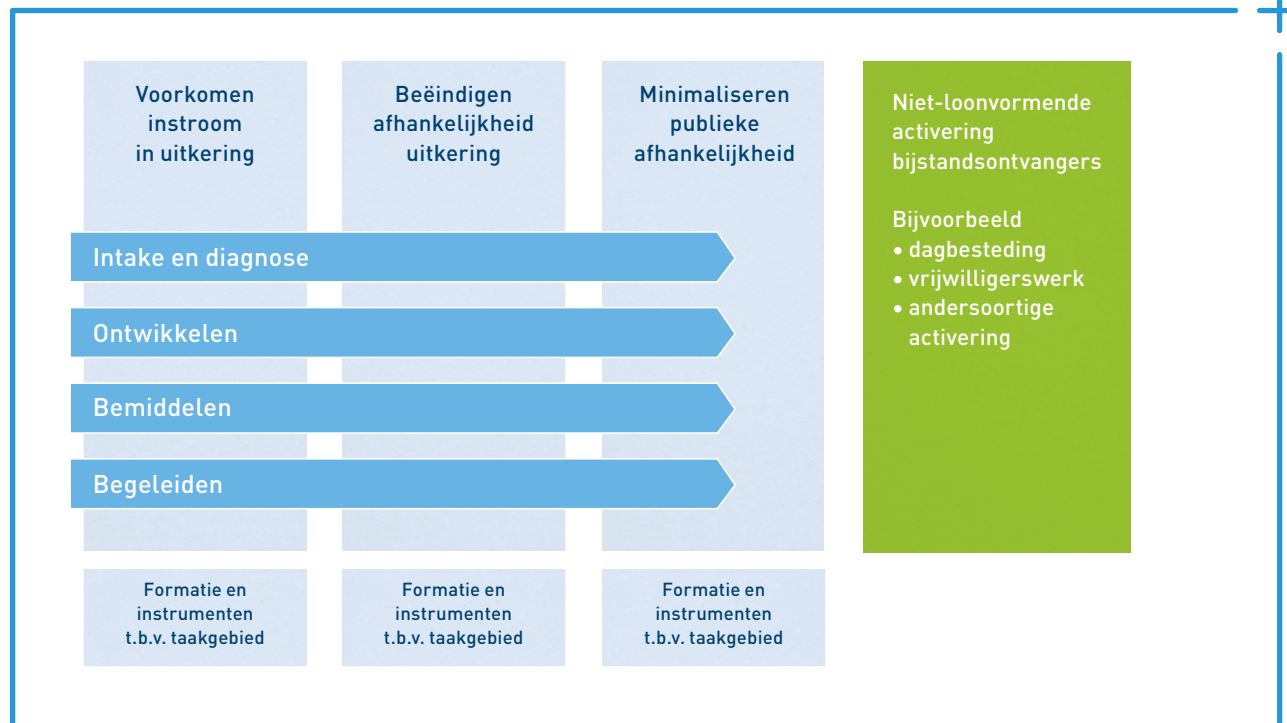 Voorkomen
instroom
in uitkering
Beëindigen
afhankelijkheid
uitkering
Minimaliseren
publieke
afhankelijkheid
Niet-loonvormende
activering
bijstandsontvangers
Bijvoorbeeld
• dagbesteding
• vrijwilligerswerk
• andersoortige
activering
Intake en diagnose
Ontwikkelen
Bemiddelen
Begeleiden
Formatie en
instrumenten
t.b.v. taakgebied
Formatie en
instrumenten
t.b.v. taakgebied
Formatie en
instrumenten
t.b.v. taakgebied